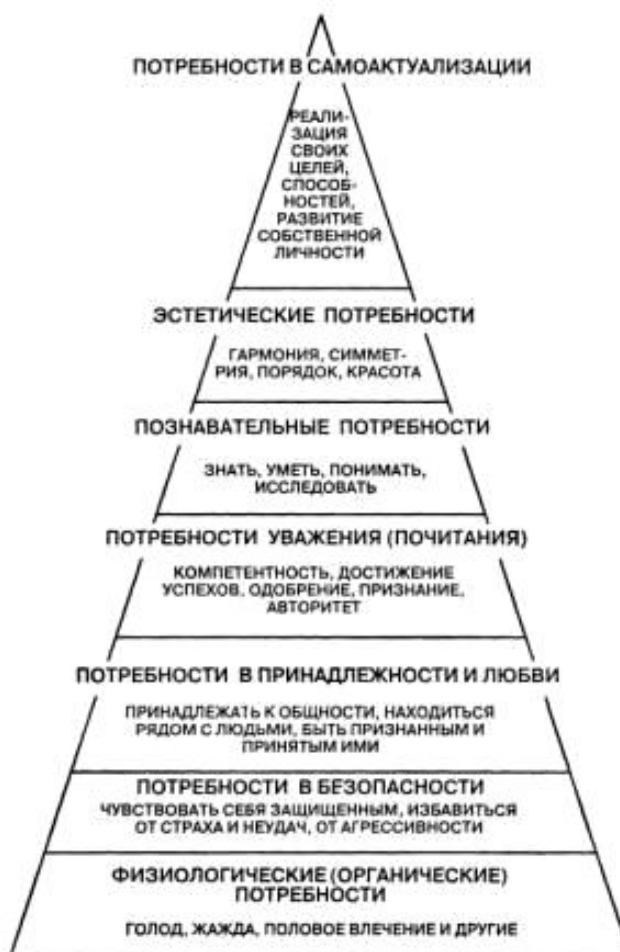 ПОТРЕБНОСТИ В САМОАКТУАЛИЗАЦИИ
РЕАЛИ-
ЗАЦИЯ
СВОИХ
ЦЕЛЕЙ,
СПОСОБ-
НОСТЕЙ,
РАЗВИТИЕ
СОБСТВЕННОЙ
ЛИЧНОСТИ
ЭСТЕТИЧЕСКИЕ ПОТРЕБНОСТИ
ГАРМОНИЯ, СИММЕТ-
РИЯ, ПОРЯДОК, КРАСОТА
ПОЗНАВАТЕЛЬНЫЕ ПОТРЕБНОСТИ
ЗНАТЬ, УМЕТЬ, ПОНИМАТЬ,
ИССЛЕДОВАТЬ
ПОТРЕБНОСТИ УВАЖЕНИЯ (ПОЧИТАНИЯ)
КОМПЕТЕНТНОСТЬ, ДОСТИЖЕНИЕ
УСПЕХОВ, ОДОБРЕНИЕ, ПРИЗНАНИЕ,
АВТОРИТЕТ
ПОТРЕБНОСТИ В ПРИНАДЛЕЖНОСТИ И ЛЮБВИ
ПРИНАДЛЕЖАТЬ К ОБЩНОСТИ, НАХОДИТЬСЯ
РЯДОМ С ЛЮДЬМИ, БЫТЬ ПРИЗНАННЫМ И
ПРИНЯТЫМ ИМИ
ПОТРЕБНОСТИ В БЕЗОПАСНОСТИ
ЧУВСТВОВАТЬ СЕБЯ ЗАЩИЩЕННЫМ, ИЗБАВИТЬСЯ
ОТ СТРАХА И НЕУДАЧ, ОТ АГРЕССИВНОСТИ
ФИЗИОЛОГИЧЕСКИЕ (ОРГАНИЧЕСКИЕ)
ПОТРЕБНОСТИ
ГОЛОД, ЖАЖДА, ПОЛОВОЕ ВЛЕЧЕНИЕ И ДРУГИЕ